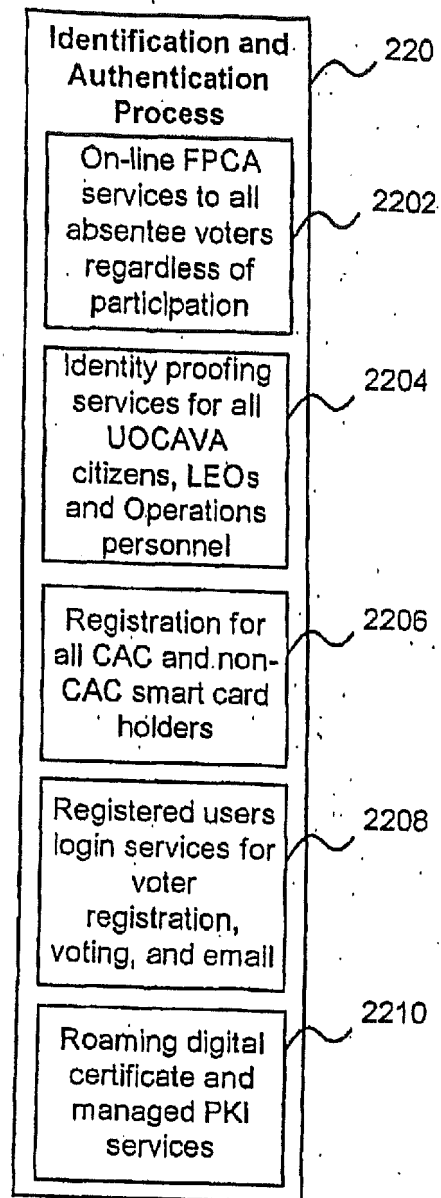 Identification and
Authentication
Process
220
On-line FPCA
services to all
absentee voters
regardless of
participation
2202
Identity proofing
services for all
UOCAVA
citizens, LEOs
and Operations
personnel
2204
Registration for
all CAC and non-
CAC smart card
holders
2206
Registered users
login services for
voter
registration,
voting, and email
2208
Roaming digital
certificate and
managed PKI
services
2210